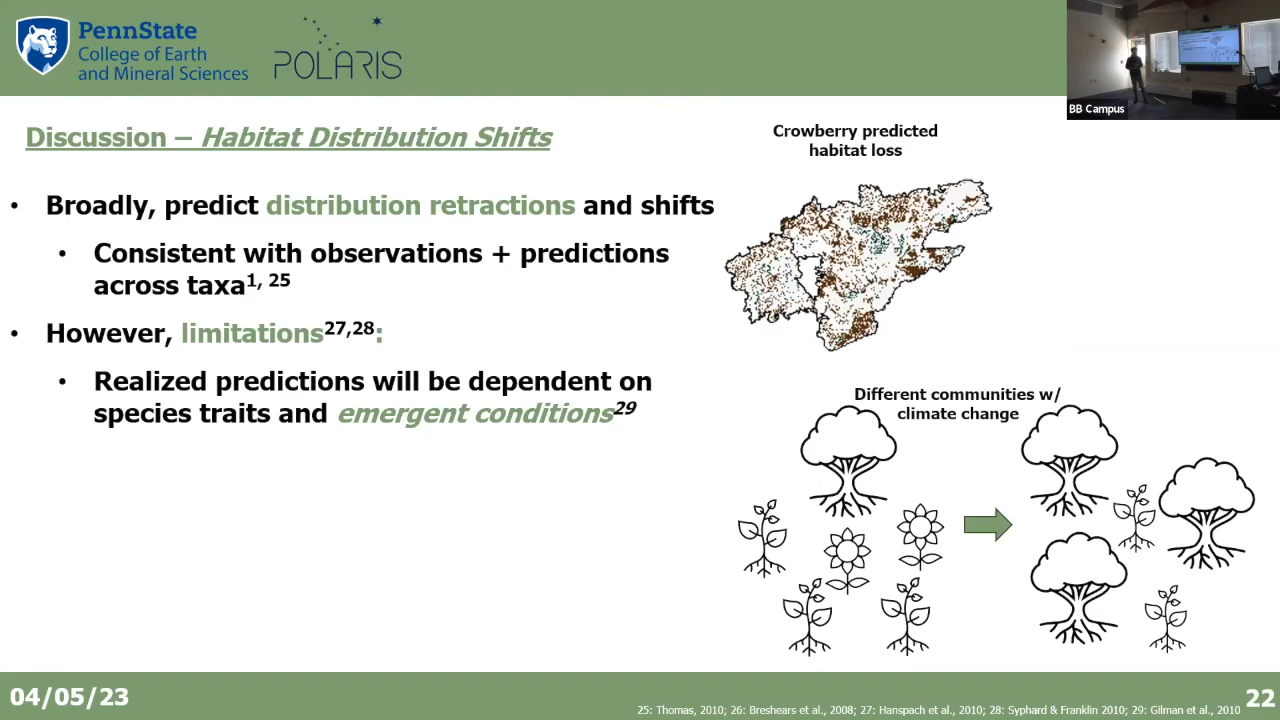 PennState
College of Earth
and Mineral Sciences
POLARIS
BB Campus
Discussion – Habitat Distribution Shifts
• Broadly, predict distribution retractions and shifts
• Consistent with observations + predictions
across taxa1, 25
• However, limitations27,28:
• Realized predictions will be dependent on
species traits and emergent conditions29
Crowberry predicted
habitat loss
Different communities w/
climate change
04/05/23
25: Thomas, 2010; 26: Breshears et al., 2008; 27: Hanspach et al., 2010; 28: Syphard & Franklin 2010; 29: Gilman et al., 2010
22